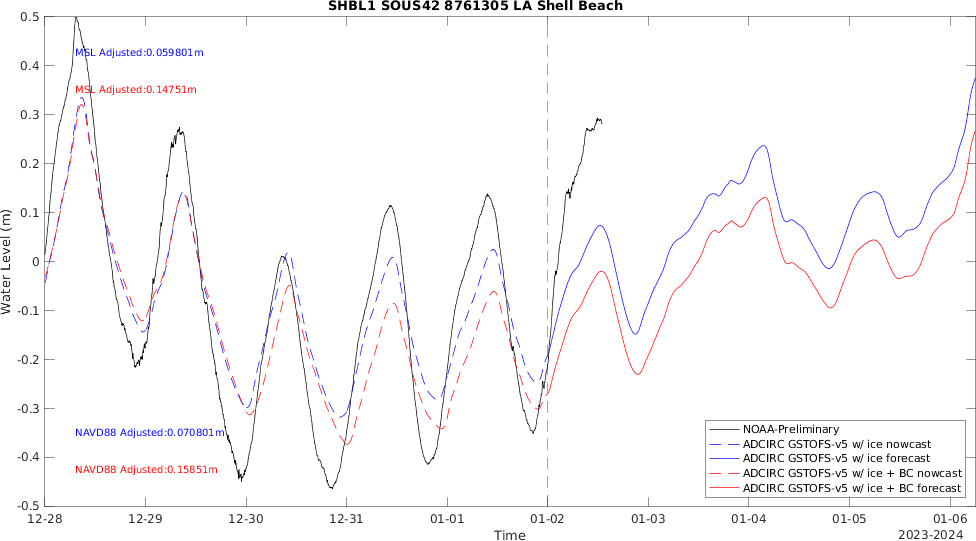 SHBL1 SOUS42 8761305 LA Shell Beach
Water Level (m)
0.5
0.4
0.3
0.2
0.1
0
-0.1
-0.2
-0.3
-0.4
-0.5
MSL Adjusted:0.059801m
MSL Adjusted:0.14751m
NAVD88 Adjusted:0.070801m
NAVD88 Adjusted:0.15851m
NOAA-Preliminary
ADCIRC GSTOFS-v5 w/ ice nowcast
ADCIRC GSTOFS-v5 w/ ice forecast
ADCIRC GSTOFS-v5 w/ ice + BC nowcast
ADCIRC GSTOFS-v5 w/ ice + BC forecast
12-28 12-29 12-30 12-31 01-01 01-02 01-03 01-04 01-05 01-06
Time
2023-2024